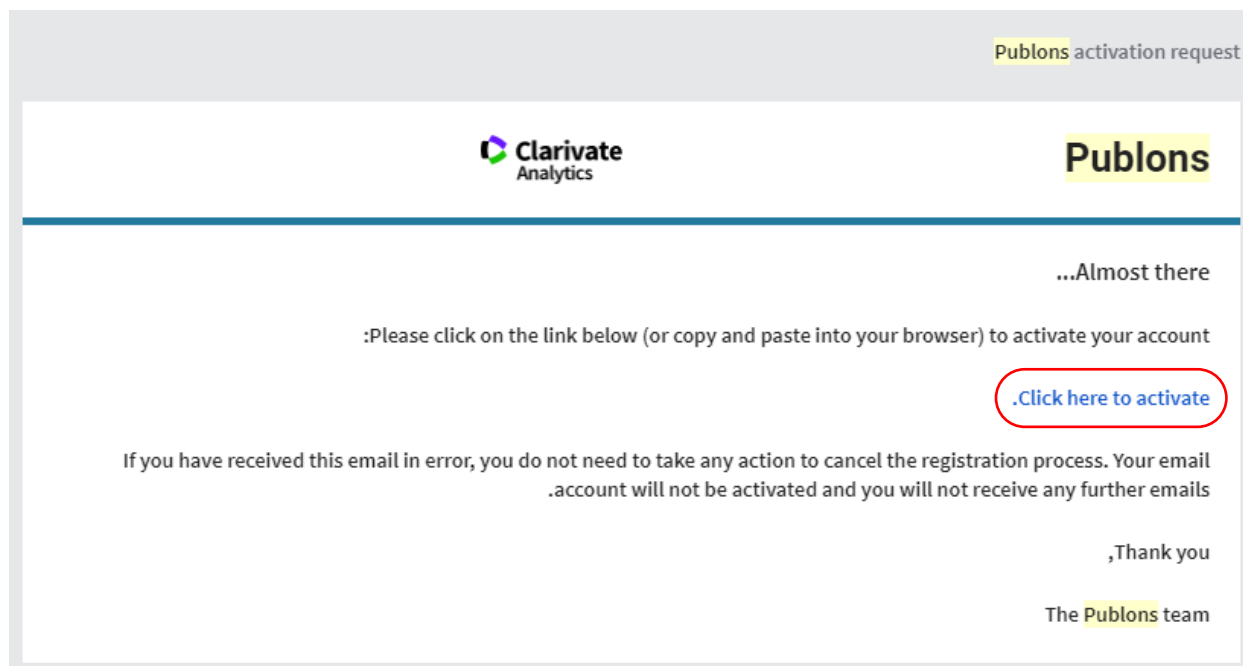 Publons activation request
Clarivate
Analytics
Publons
...Almost there
:Please click on the link below (or copy and paste into your browser) to activate your account
.Click here to activate
If you have received this email in error, you do not need to take any action to cancel the registration process. Your email
.account will not be activated and you will not receive any further emails
,Thank you
The Publons team